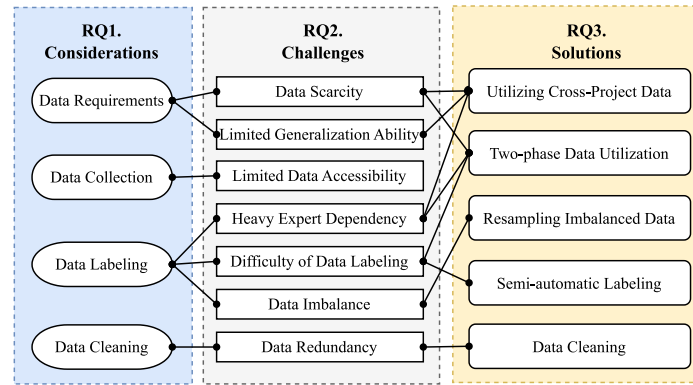 RQ1.
Considerations
Data Requirements
Data Collection
Data Labeling
Data Cleaning
RQ2.
Challenges
Data Scarcity
Limited Generalization Ability
Limited Data Accessibility
Heavy Expert Dependency
Difficulty of Data Labeling
Data Imbalance
Data Redundancy
RQ3.
Solutions
Utilizing Cross-Project Data
Two-phase Data Utilization
Resampling Imbalanced Data
Semi-automatic Labeling
Data Cleaning